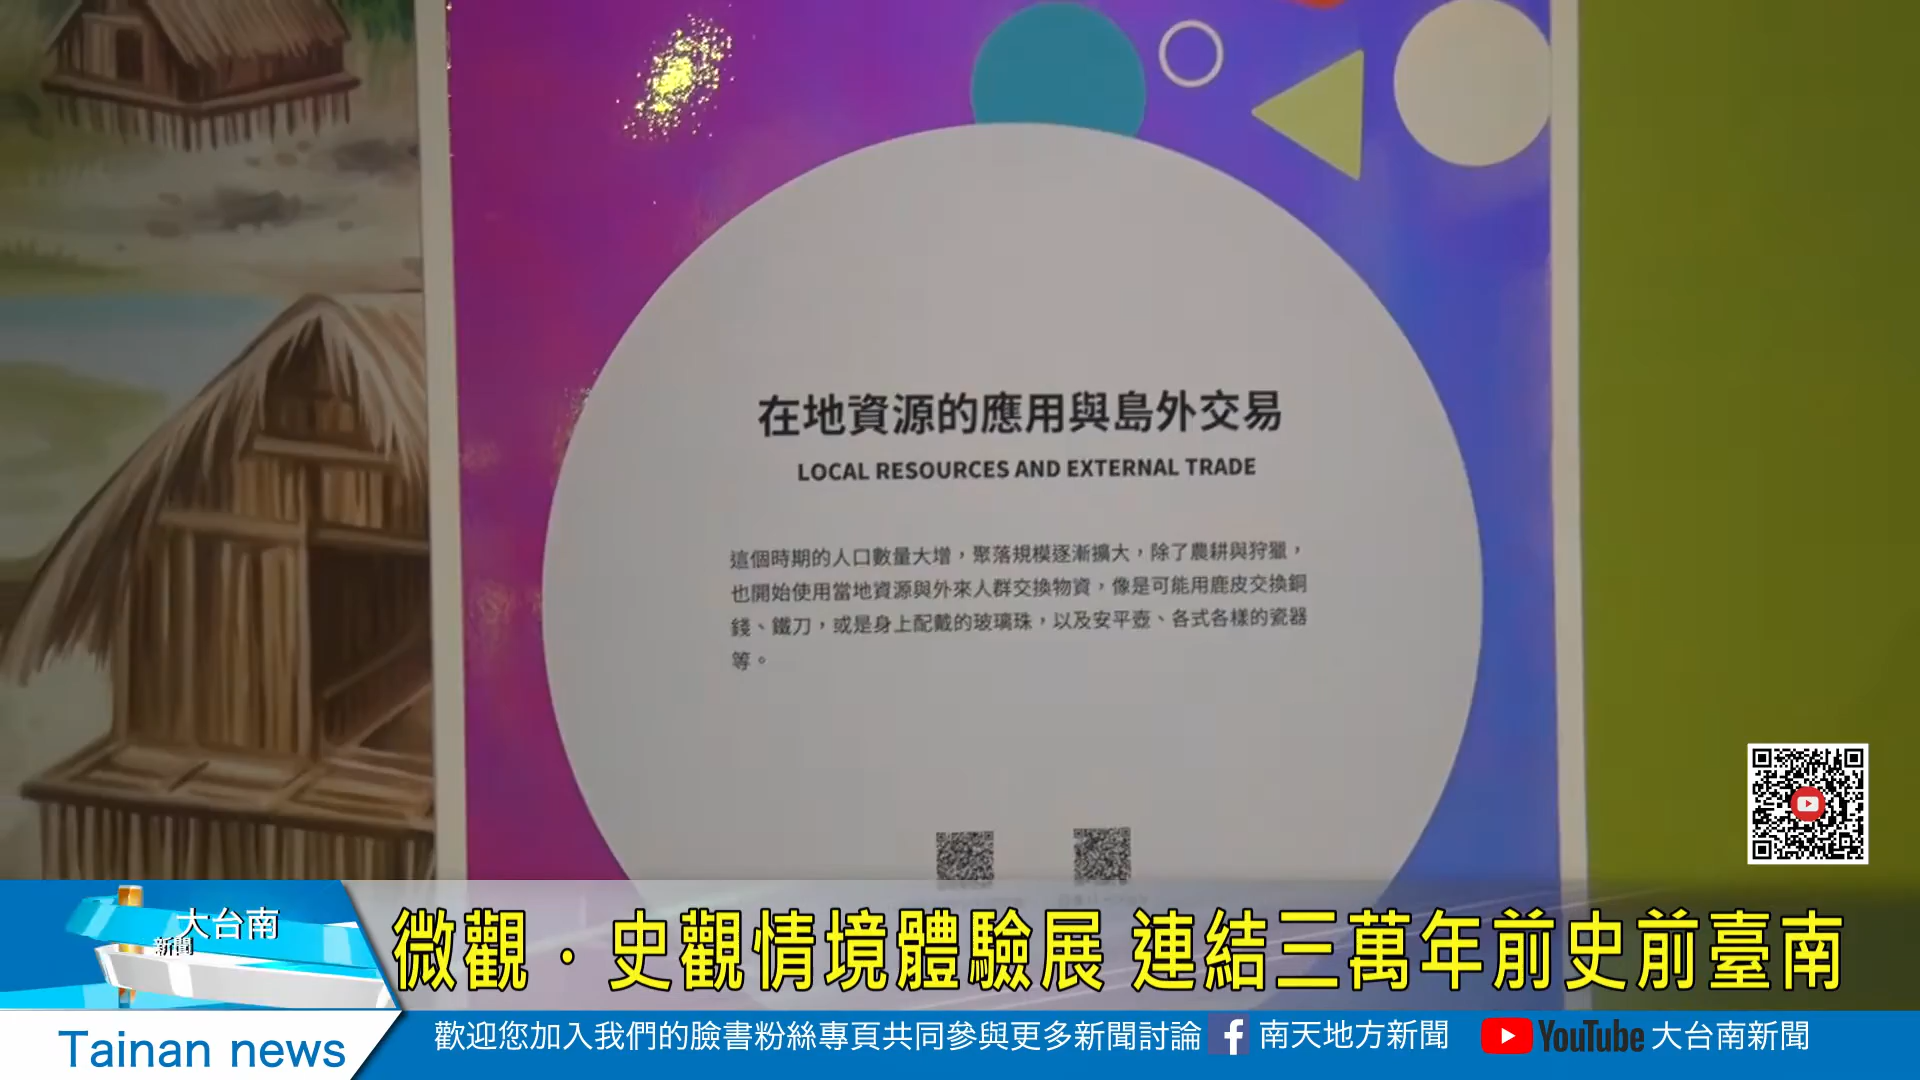 在地資源的應用與島外交易
LOCAL RESOURCES AND EXTERNAL TRADE
這個時期的人口數量大增，聚落規模逐漸擴大，除了農耕與狩獵，
也開始使用當地資源與外來人群交換物資，像是可能用鹿皮交換銅
錢、鐵刀，或是身上配戴的玻璃珠，以及安平壺、各式各樣的瓷器
等。
大台南
新聞
微觀・史觀情境體驗展 連結三萬年前史前臺南
Tainan news
歡迎您加入我們的臉書粉絲專頁共同參與更多新聞討論 南天地方新聞 YouTube 大台南新聞